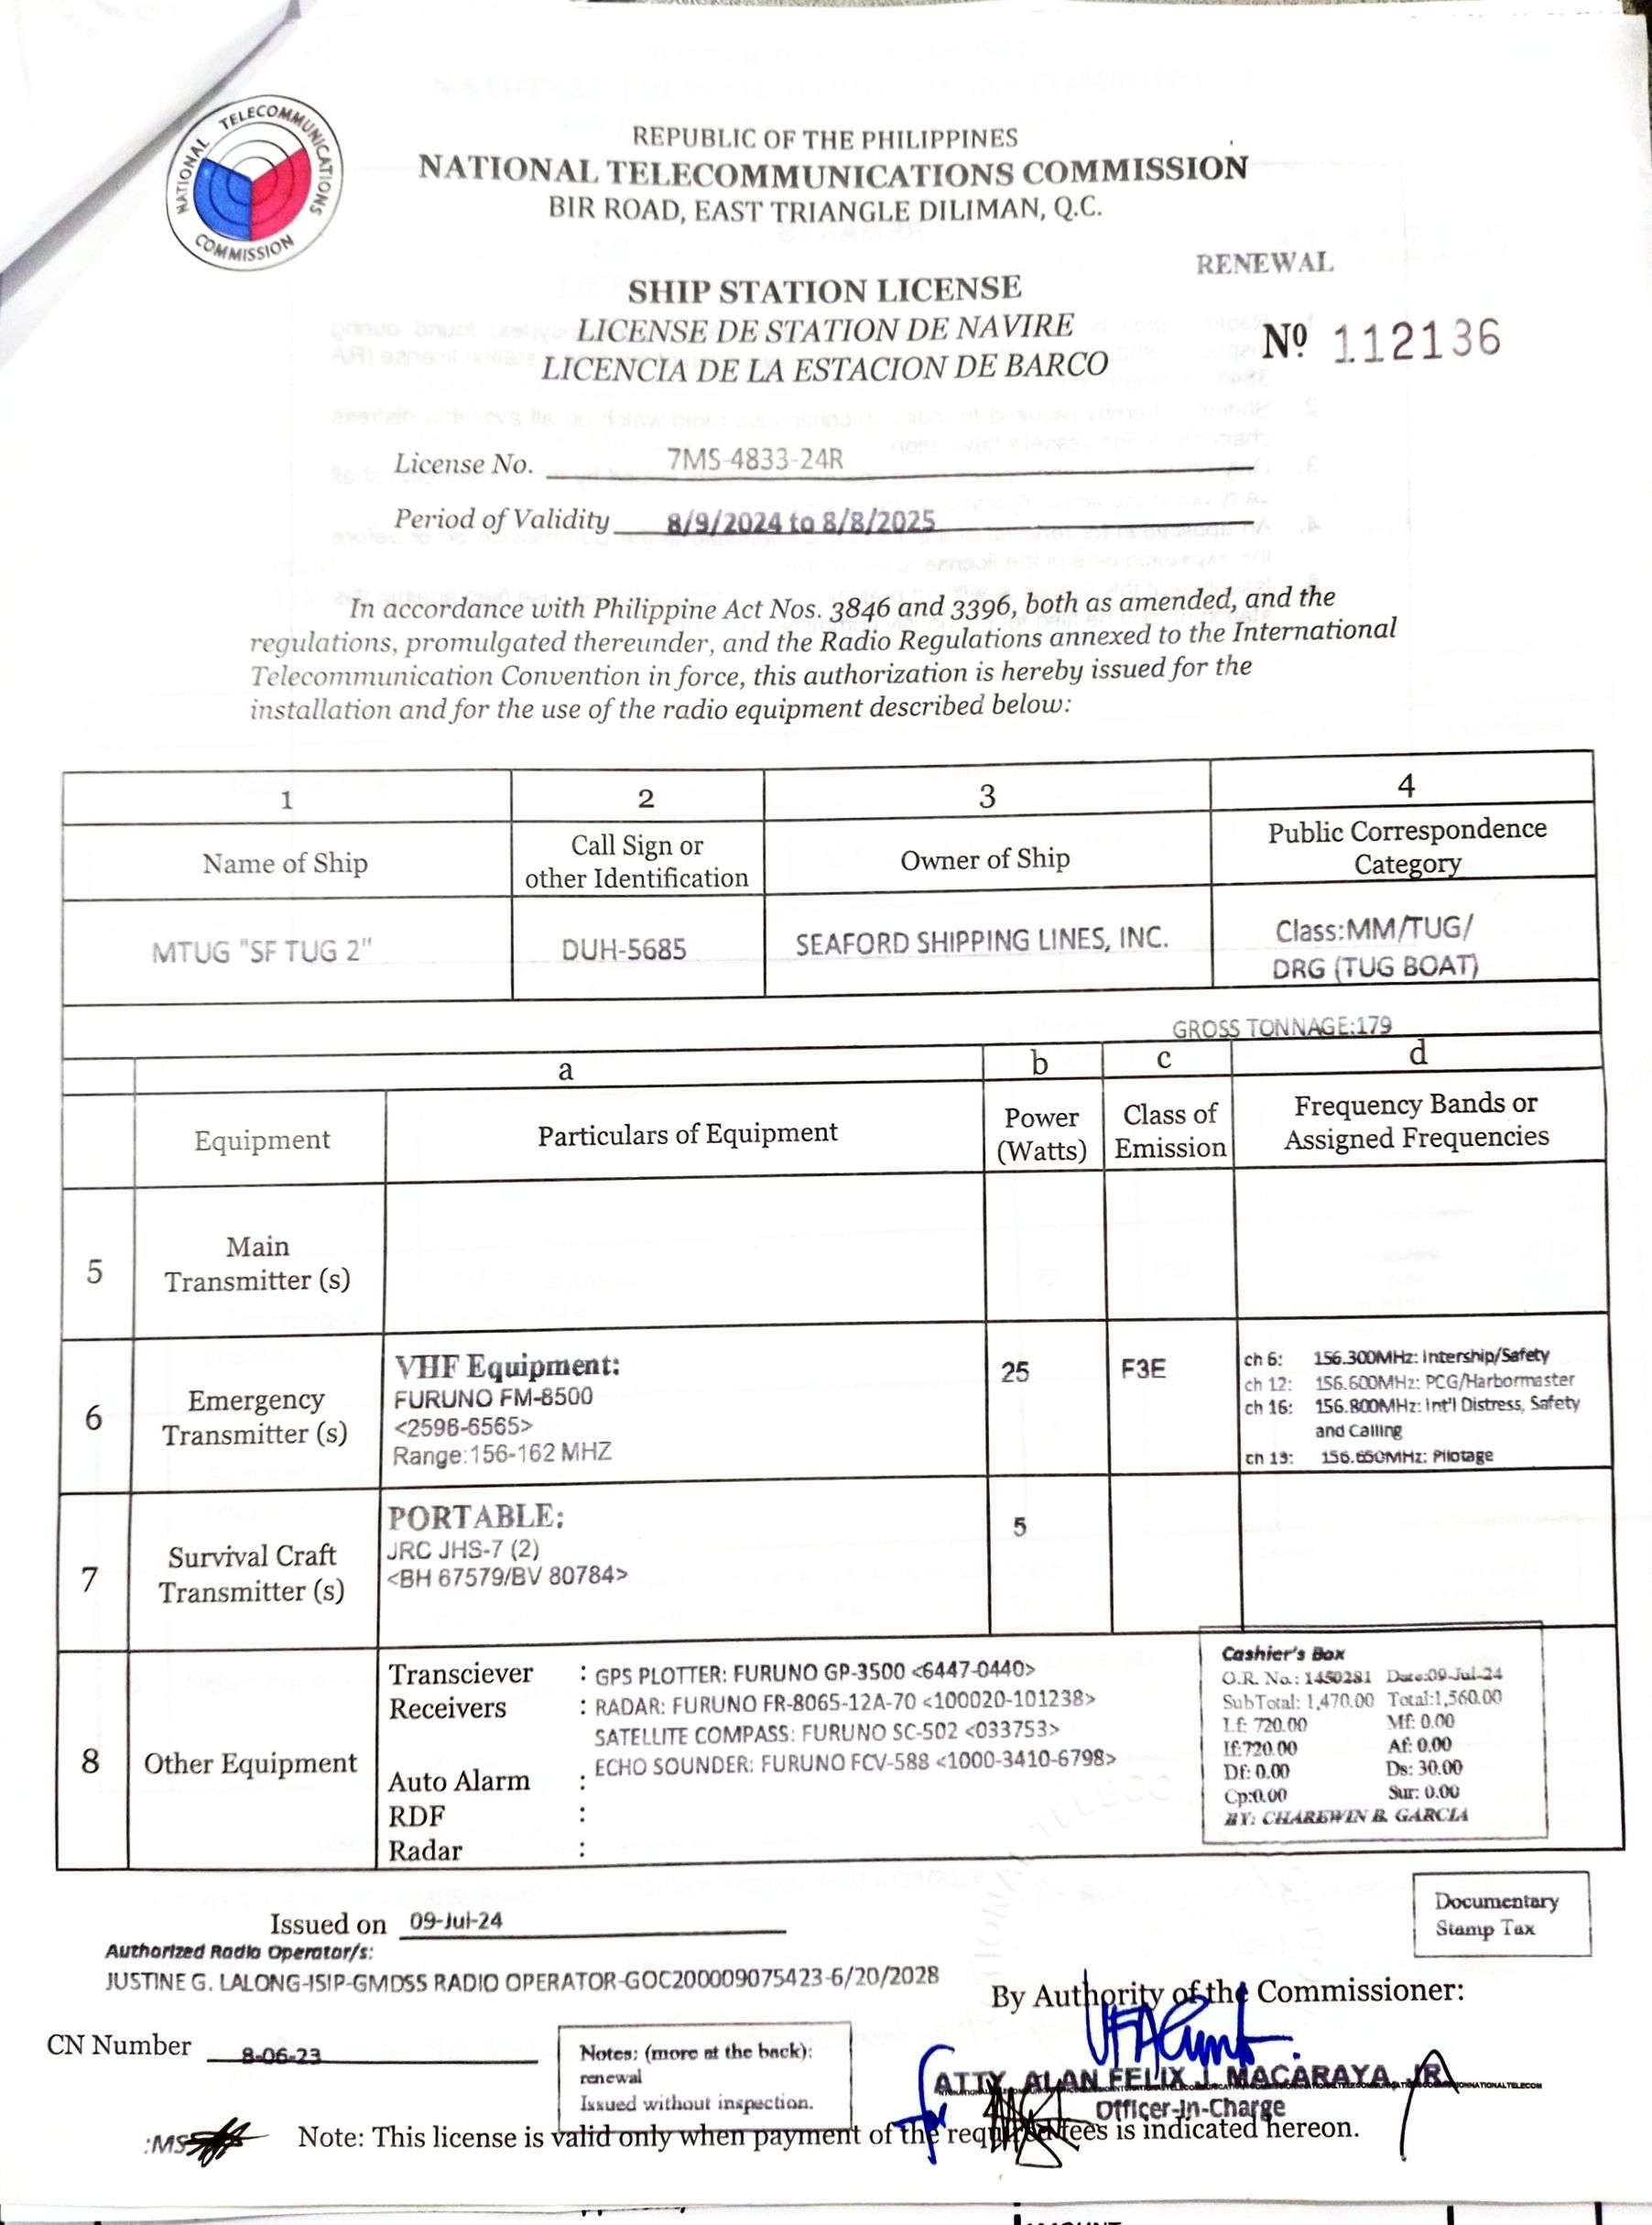 NATIONAL TELECOMMUNICATIONS COMMISSION
REPUBLIC OF THE PHILIPPINES
NATIONAL TELECOMMUNICATIONS COMMISSION
BIR ROAD, EAST TRIANGLE DILIMAN, Q.C.
RENEWAL
SHIP STATION LICENSE
LICENSE DE STATION DE NAVIRE
LICENCIA DE LA ESTACION DE BARCO
Nº 112136
License No. 7MS-4833-24R
Period of Validity 8/9/2024 to 8/8/2025
In accordance with Philippine Act Nos. 3846 and 3396, both as amended, and the
regulations, promulgated thereunder, and the Radio Regulations annexed to the International
Telecommunication Convention in force, this authorization is hereby issued for the
installation and for the use of the radio equipment described below:
1 2 3 4
Name of Ship
Call Sign or
other Identification
Owner of Ship
Public Correspondence
Category
MTUG "SF TUG 2"
DUH-5685
SEAFORD SHIPPING LINES, INC.
Class:MM/TUG/
DRG (TUG BOAT)
GROSS TONNAGE:179
a b c d
Equipment
Particulars of Equipment
Power
(Watts)
Class of
Emission
Frequency Bands or
Assigned Frequencies
5
Main
Transmitter (s)
6
Emergency
Transmitter (s)
VHF Equipment:
FURUNO FM-8500
<2596-6565>
Range:156-162 MHZ
25
F3E
ch 6: 156.300MHz: Intership/Safety
ch 12: 156.600MHz: PCG/Harbormaster
ch 16: 156.800MHz: Int'l Distress, Safety
and Calling
ch 13: 156.650MHz: Pilotage
7
Survival Craft
Transmitter (s)
PORTABLE:
JRC JHS-7 (2)
<BH 67579/BV 80784>
5
8
Other Equipment
Transciever : GPS PLOTTER: FURUNO GP-3500 <6447-0440>
Receivers : RADAR: FURUNO FR-8065-12A-70 <100020-101238>
SATELLITE COMPASS: FURUNO SC-502 <033753>
ECHO SOUNDER: FURUNO FCV-588 <1000-3410-6798>
Auto Alarm :
RDF :
Radar :
Cashier's Box
O.R. No.: 1450281 Date:09-Jul-24
SubTotal: 1,470.00 Total:1,560.00
Lf: 720.00 Mf: 0.00
If:720.00 Af: 0.00
Df: 0.00 Ds: 30.00
Cp:0.00 Sur: 0.00
BY: CHAREWIN B. GARCIA
Documentary
Stamp Tax
Issued on 09-Jul-24
Authorized Radio Operator/s:
JUSTINE G. LALONG-ISIP-GMDSS RADIO OPERATOR-GOC200009075423-6/20/2028
By Authority of the Commissioner:
CN Number 8-06-23
Notes: (more at the back):
renewal
Issued without inspection.
for
ATTY. ALAN FELIX J. MACARAYA, JR.
Officer-In-Charge
:MS
Note: This license is valid only when payment of the required fees is indicated hereon.